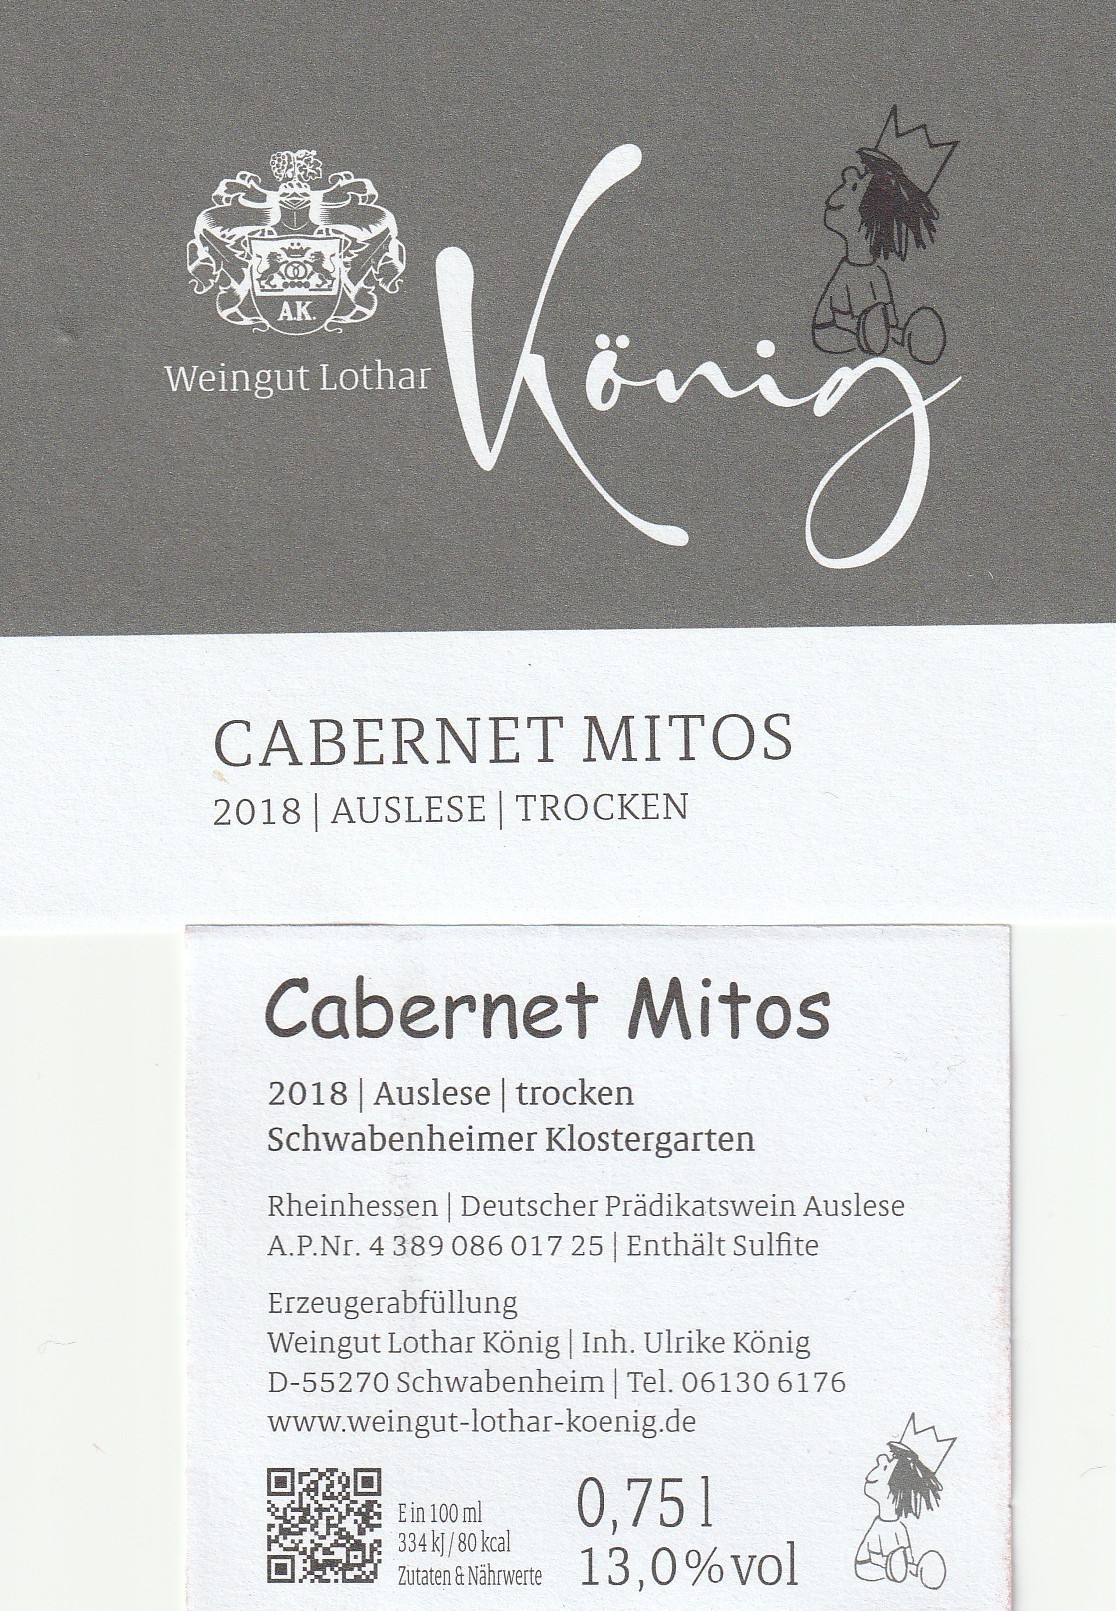 A.K.
Weingut Lothar
König
CABERNET MITOS
2018 | AUSLESE | TROCKEN
Cabernet Mitos
2018 | Auslese | trocken
Schwabenheimer Klostergarten
Rheinhessen | Deutscher Prädikatswein Auslese
A.P.Nr. 4 389 086 017 25 | Enthält Sulfite
Erzeugerabfüllung
Weingut Lothar König | Inh. Ulrike König
D-55270 Schwabenheim | Tel. 06130 6176
www.weingut-lothar-koenig.de
E in 100 ml
334 kJ / 80 kcal
Zutaten & Nährwerte
0,75 l
13,0 % vol